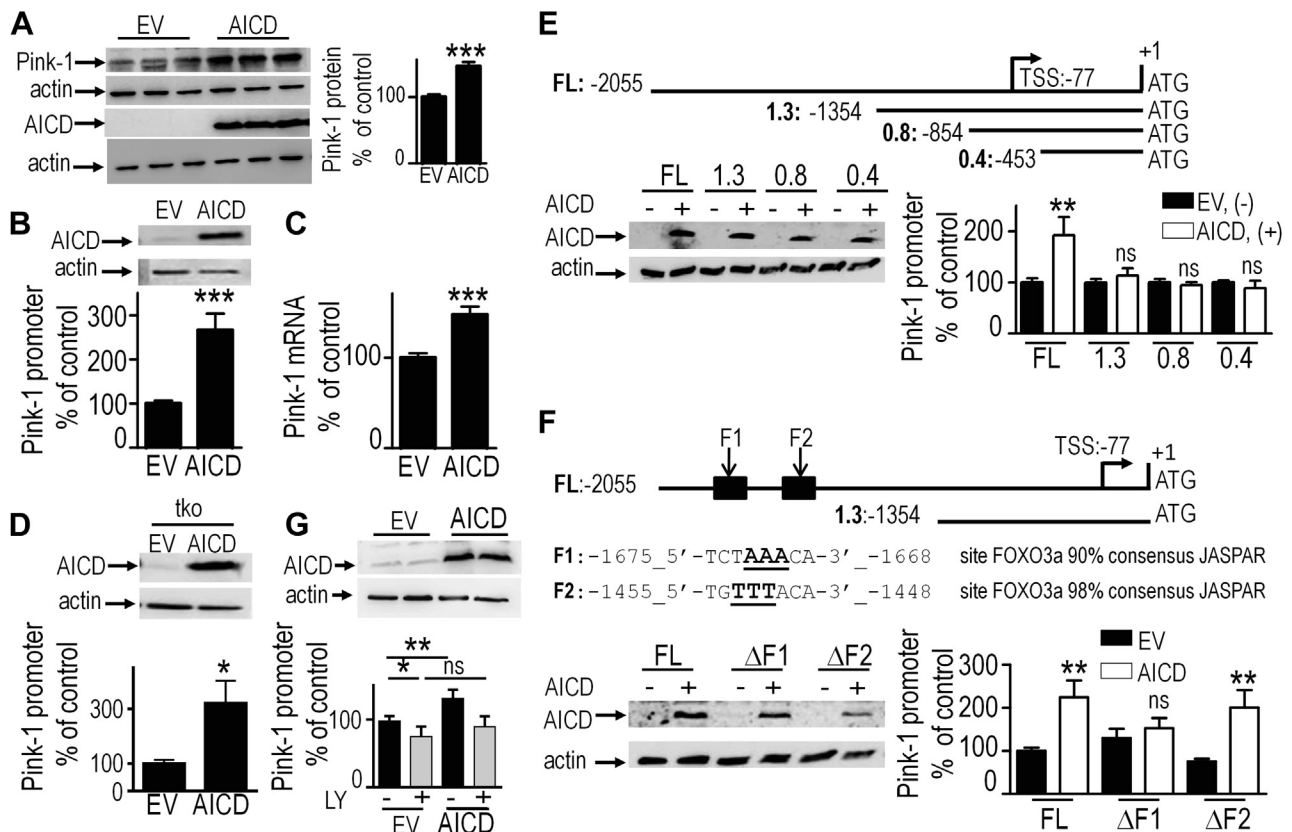 A
EV AICD
Pink-1
actin
AICD
actin
Pink-1 protein
% of control
100
0
***
EV AICD
B
EV AICD
AICD
actin
Pink-1 promoter
% of control
300
200
100
0
***
EV AICD
C
Pink-1 mRNA
% of control
100
0
***
EV AICD
D
tko
EV AICD
AICD
actin
Pink-1 promoter
% of control
300
100
0
*
EV AICD
G
EV AICD
AICD
actin
Pink-1 promoter
% of control
100
0
**
* ns
LY - + - +
EV AICD
E
+1
TSS:-77
FL: -2055 ATG
1.3: -1354 ATG
0.8: -854 ATG
0.4:-453 ATG
FL 1.3 0.8 0.4
AICD - + - + - + - +
AICD
actin
Pink-1 promoter
% of control
200
100
0
EV, (-)
AICD, (+)
** ns ns ns
FL 1.3 0.8 0.4
F
F1 F2 TSS:-77 +1
FL:-2055 ATG
1.3:-1354 ATG
F1:-1675_5’-TCTAAACA-3’_-1668 site FOXO3a 90% consensus JASPAR
F2:-1455_5’-TGTTTACA-3’_-1448 site FOXO3a 98% consensus JASPAR
FL ΔF1 ΔF2
AICD - + - + - +
AICD
actin
Pink-1 promoter
% of control
300
200
100
0
EV
AICD
** ns **
FL ΔF1 ΔF2